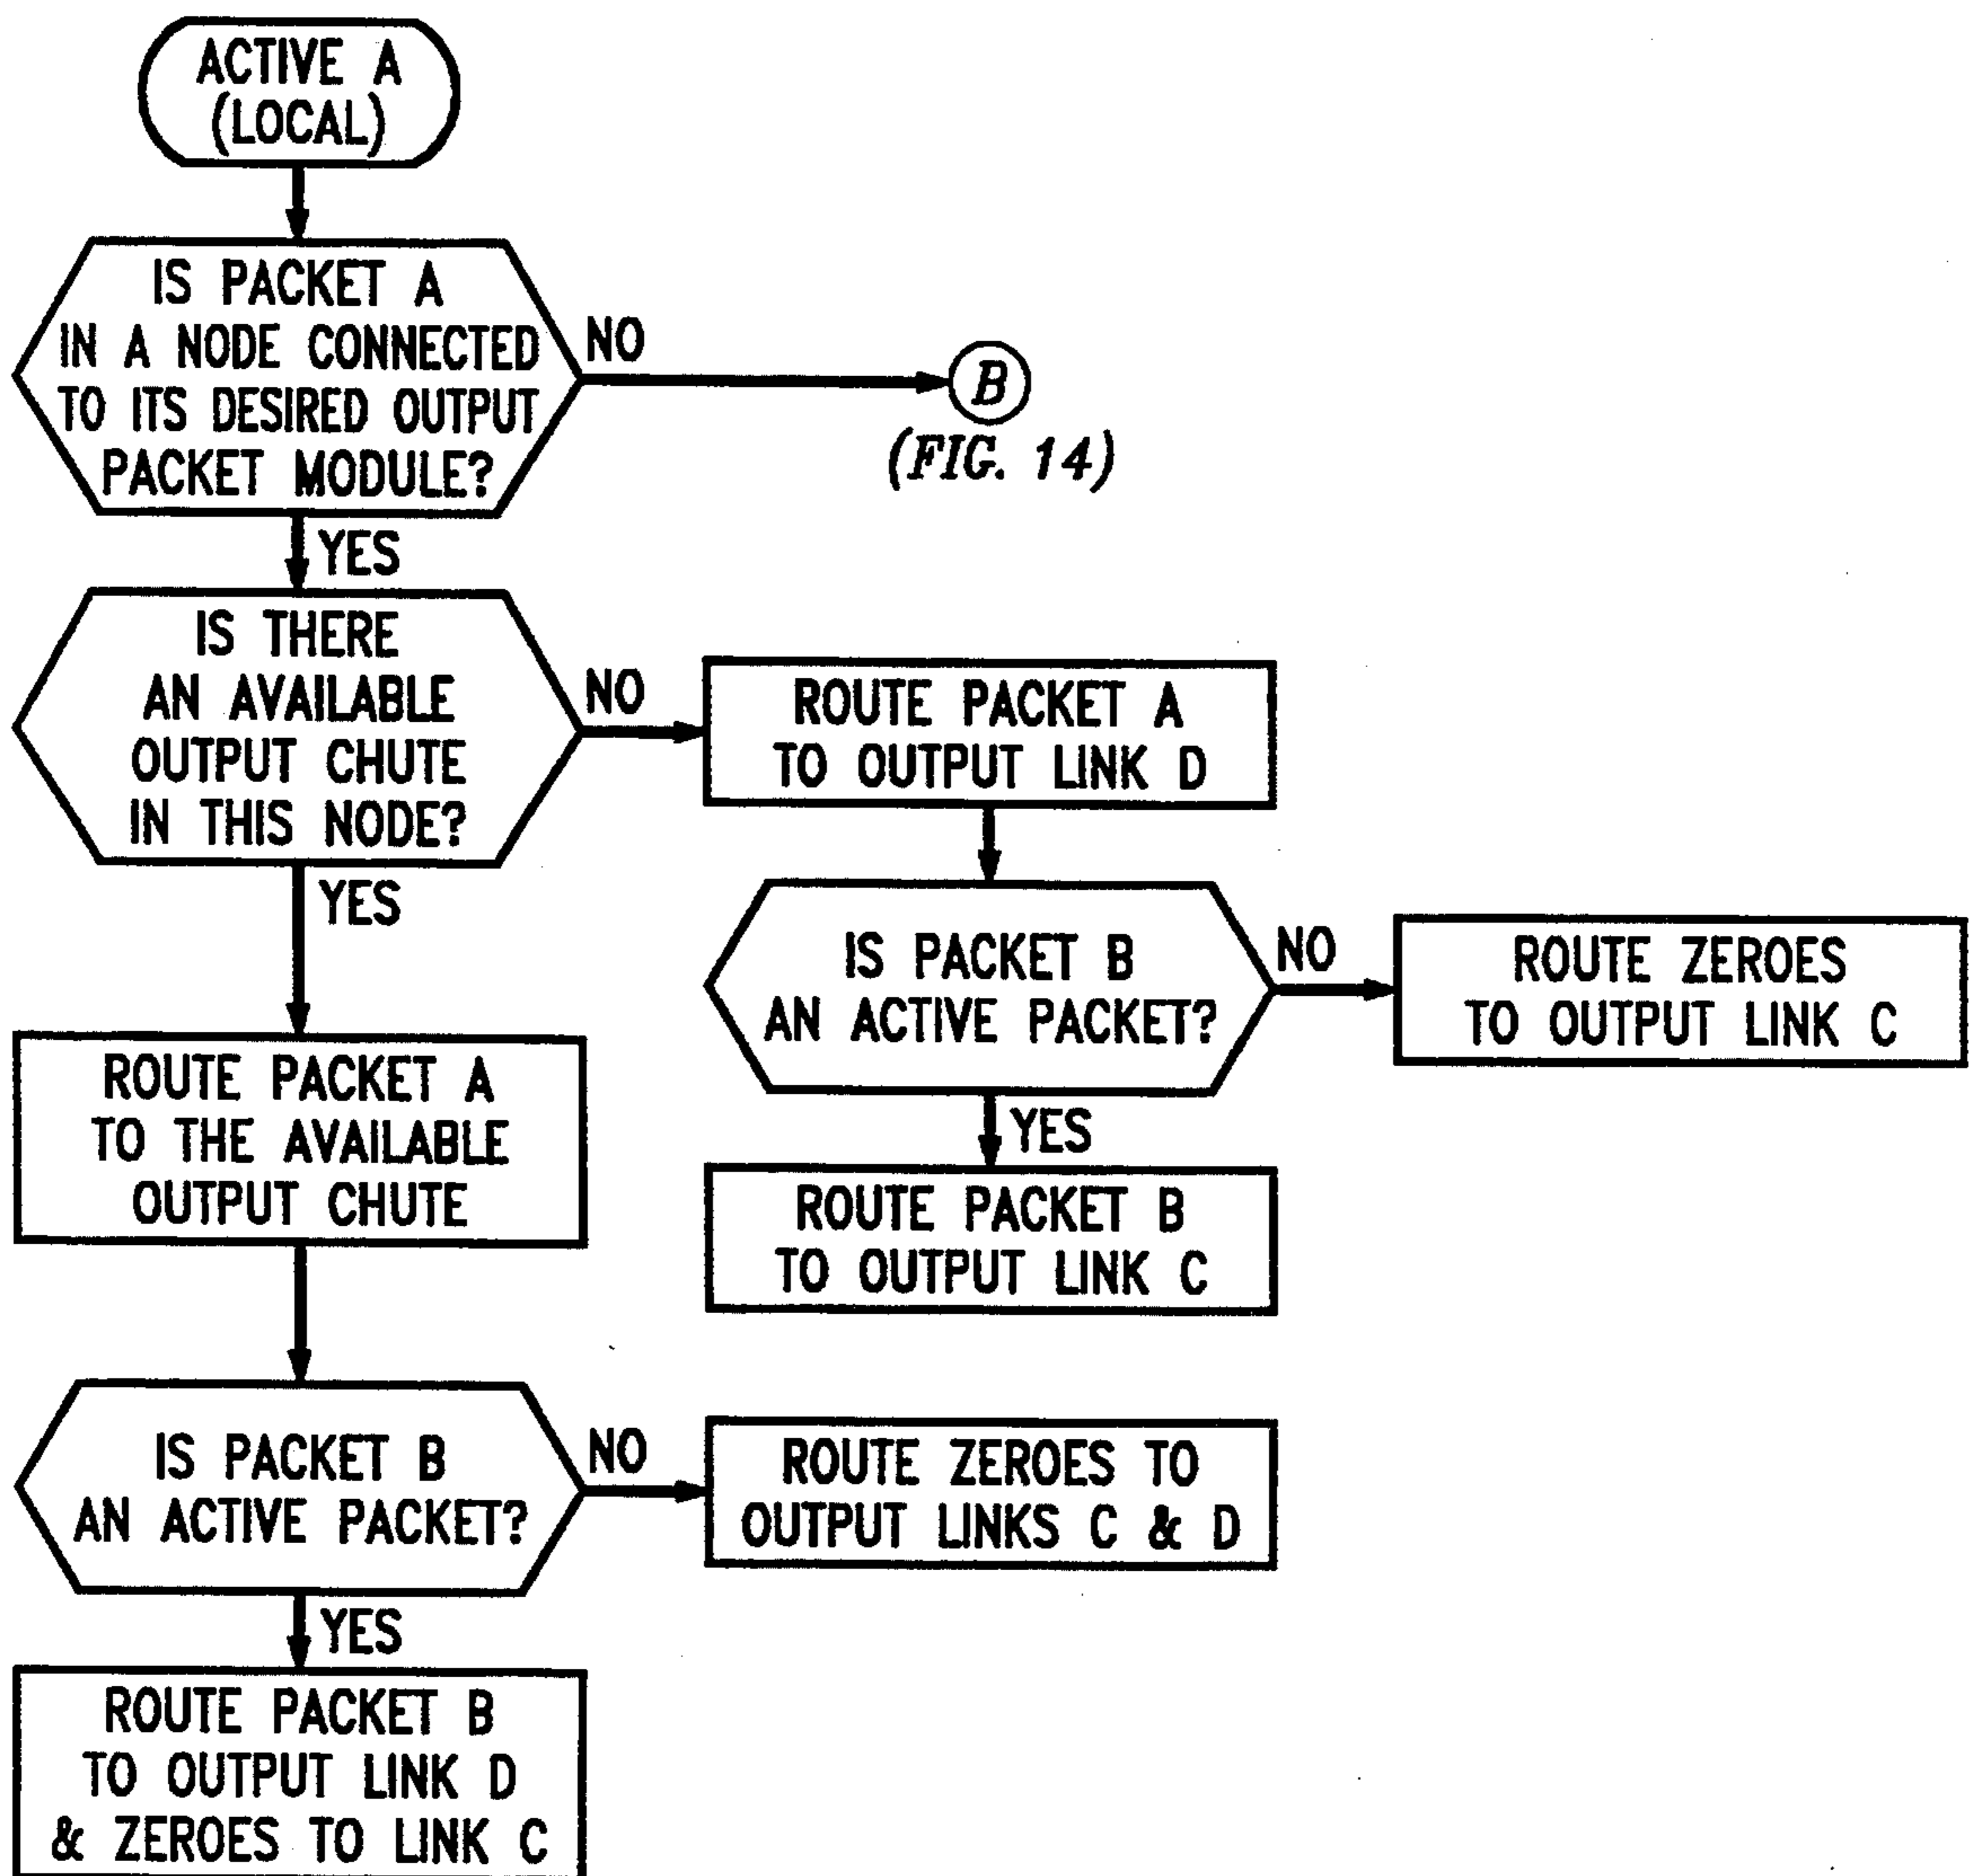 ACTIVE A
(LOCAL)
IS PACKET A
IN A NODE CONNECTED
TO ITS DESIRED OUTPUT
PACKET MODULE?
NO
B
(FIG. 14)
YES
IS THERE
AN AVAILABLE
OUTPUT CHUTE
IN THIS NODE?
NO
ROUTE PACKET A
TO OUTPUT LINK D
YES
IS PACKET B
AN ACTIVE PACKET?
NO
ROUTE ZEROES
TO OUTPUT LINK C
YES
ROUTE PACKET B
TO OUTPUT LINK C
ROUTE PACKET A
TO THE AVAILABLE
OUTPUT CHUTE
IS PACKET B
AN ACTIVE PACKET?
NO
ROUTE ZEROES TO
OUTPUT LINKS C & D
YES
ROUTE PACKET B
TO OUTPUT LINK D
& ZEROES TO LINK C